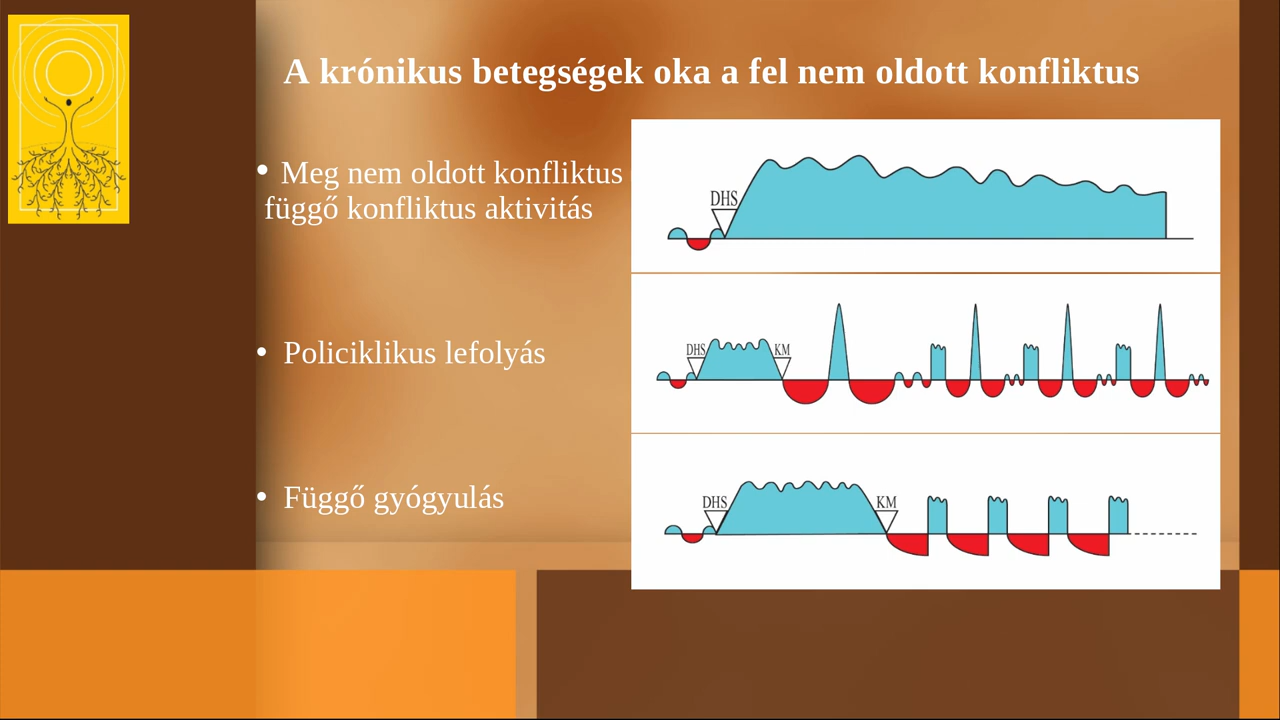 A krónikus betegségek oka a fel nem oldott konfliktus
• Meg nem oldott konfliktus
függő konfliktus aktivitás
• Policiklikus lefolyás
• Függő gyógyulás
DHS
DHS KM
DHS KM